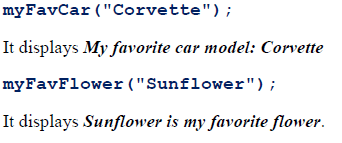 myFavCar("Corvette");
It displays My favorite car model: Corvette
myFavFlower("Sunflower");
It displays Sunflower is my favorite flower.